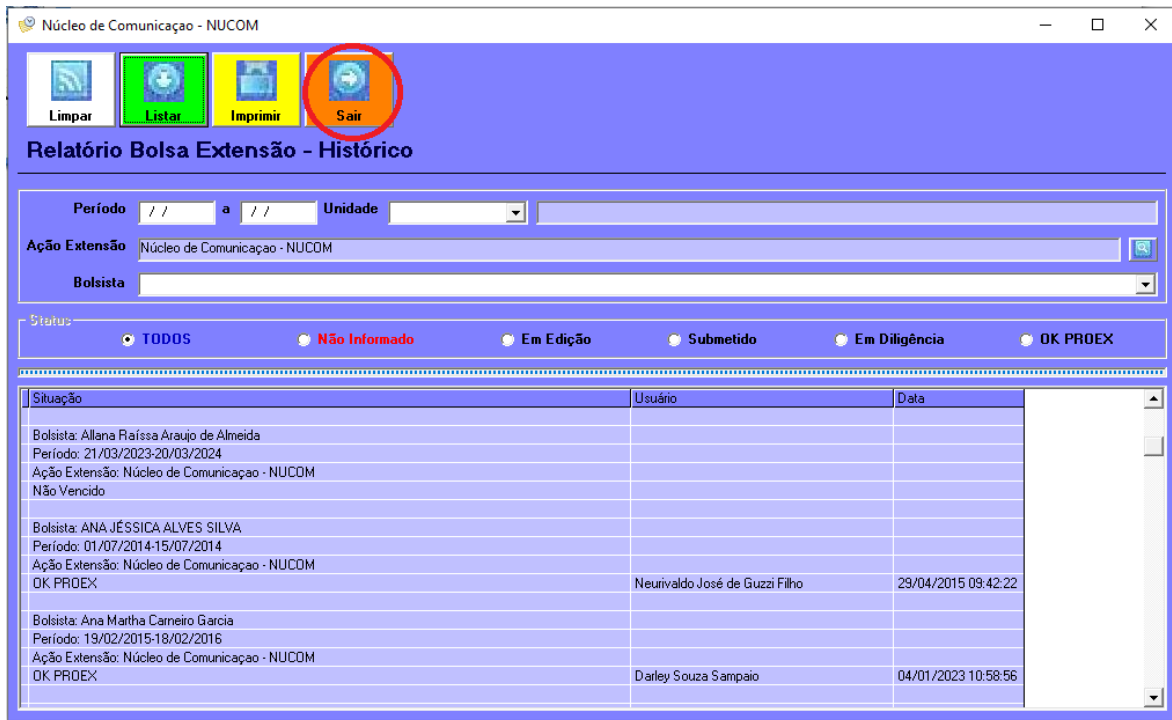 Núcleo de Comunicaçao - NUCOM
Limpar Listar Imprimir Sair
Relatório Bolsa Extensão - Histórico
Período / / a / / Unidade
Ação Extensão Núcleo de Comunicaçao - NUCOM
Bolsista
Status
TODOS Não Informado Em Edição Submetido Em Diligência OK PROEX
Situação Usuário Data
Bolsista: Allana Raíssa Araujo de Almeida
Período: 21/03/2023-20/03/2024
Ação Extensão: Núcleo de Comunicaçao - NUCOM
Não Vencido
Bolsista: ANA JÉSSICA ALVES SILVA
Período: 01/07/2014-15/07/2014
Ação Extensão: Núcleo de Comunicaçao - NUCOM
OK PROEX Neurivaldo José de Guzzi Filho 29/04/2015 09:42:22
Bolsista: Ana Martha Carneiro Garcia
Período: 19/02/2015-18/02/2016
Ação Extensão: Núcleo de Comunicaçao - NUCOM
OK PROEX Darley Souza Sampaio 04/01/2023 10:58:56